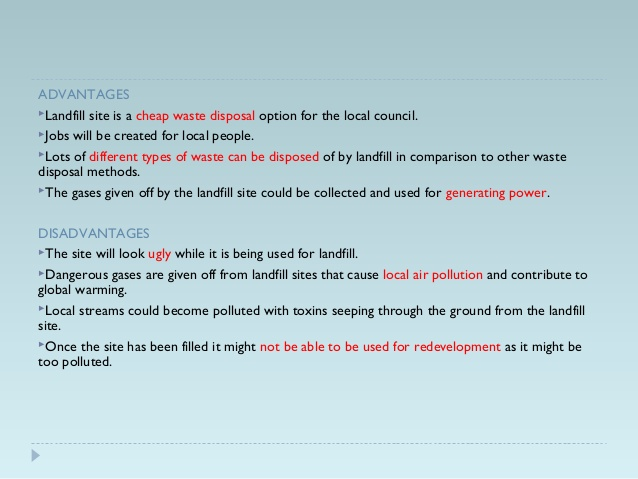 ADVANTAGES
Landfill site is a cheap waste disposal option for the local council.
Jobs will be created for local people.
Lots of different types of waste can be disposed of by landfill in comparison to other waste
disposal methods.
The gases given off by the landfill site could be collected and used for generating power.
DISADVANTAGES
The site will look ugly while it is being used for landfill.
Dangerous gases are given off from landfill sites that cause local air pollution and contribute to
global warming.
Local streams could become polluted with toxins seeping through the ground from the landfill
site.
Once the site has been filled it might not be able to be used for redevelopment as it might be
too polluted.